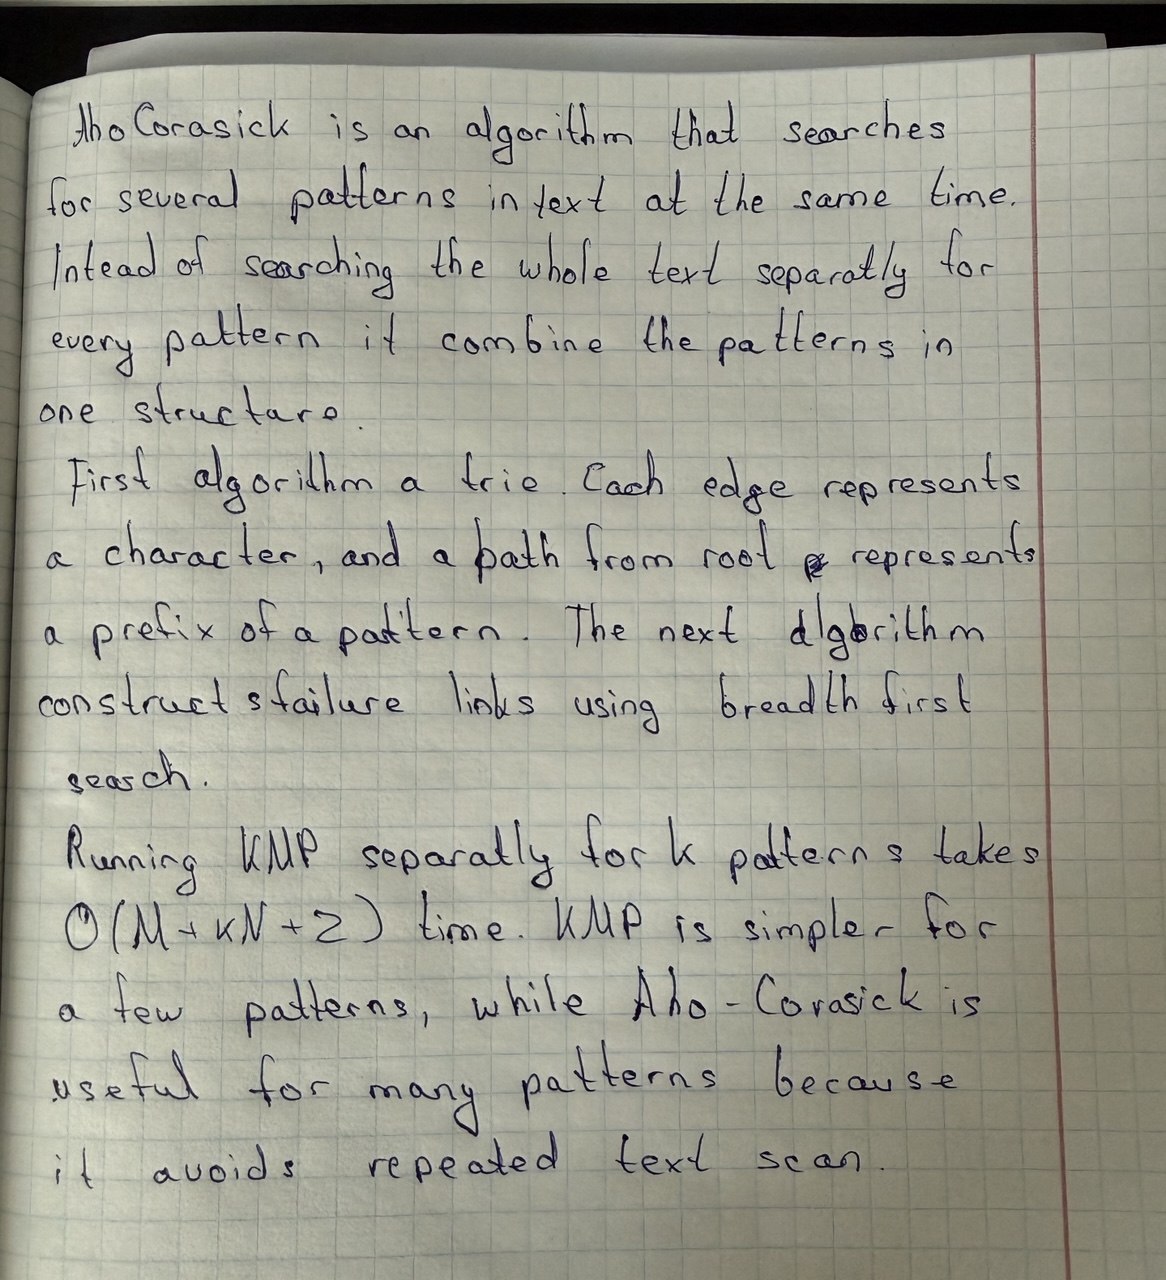 Aho Corasick is an algorithm that searches
for several patterns in text at the same time.
Intead of searching the whole text separatly for
every pattern it combine the patterns in
one structure.
First algorithm a trie. Each edge represents
a character, and a path from root represents
a prefix of a pattern. The next algorithm
constructs failure links using breadth first
search.
Running KMP separatly for k patterns takes
O(M + kN + Z) time. KMP is simpler for
a few patterns, while Aho-Corasick is
useful for many patterns because
it avoids repeated text scan.